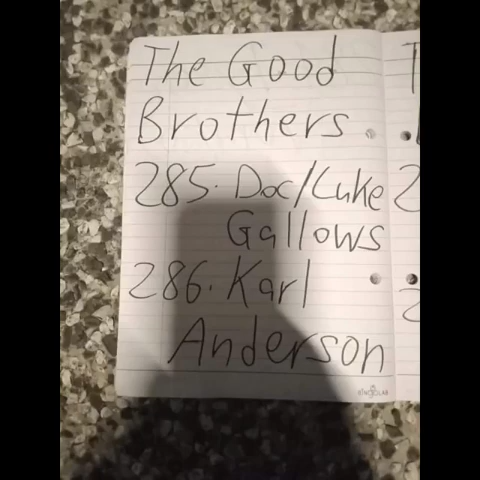 The Good
Brothers.
285. Doc/Luke
Gallows
286. Karl
Anderson